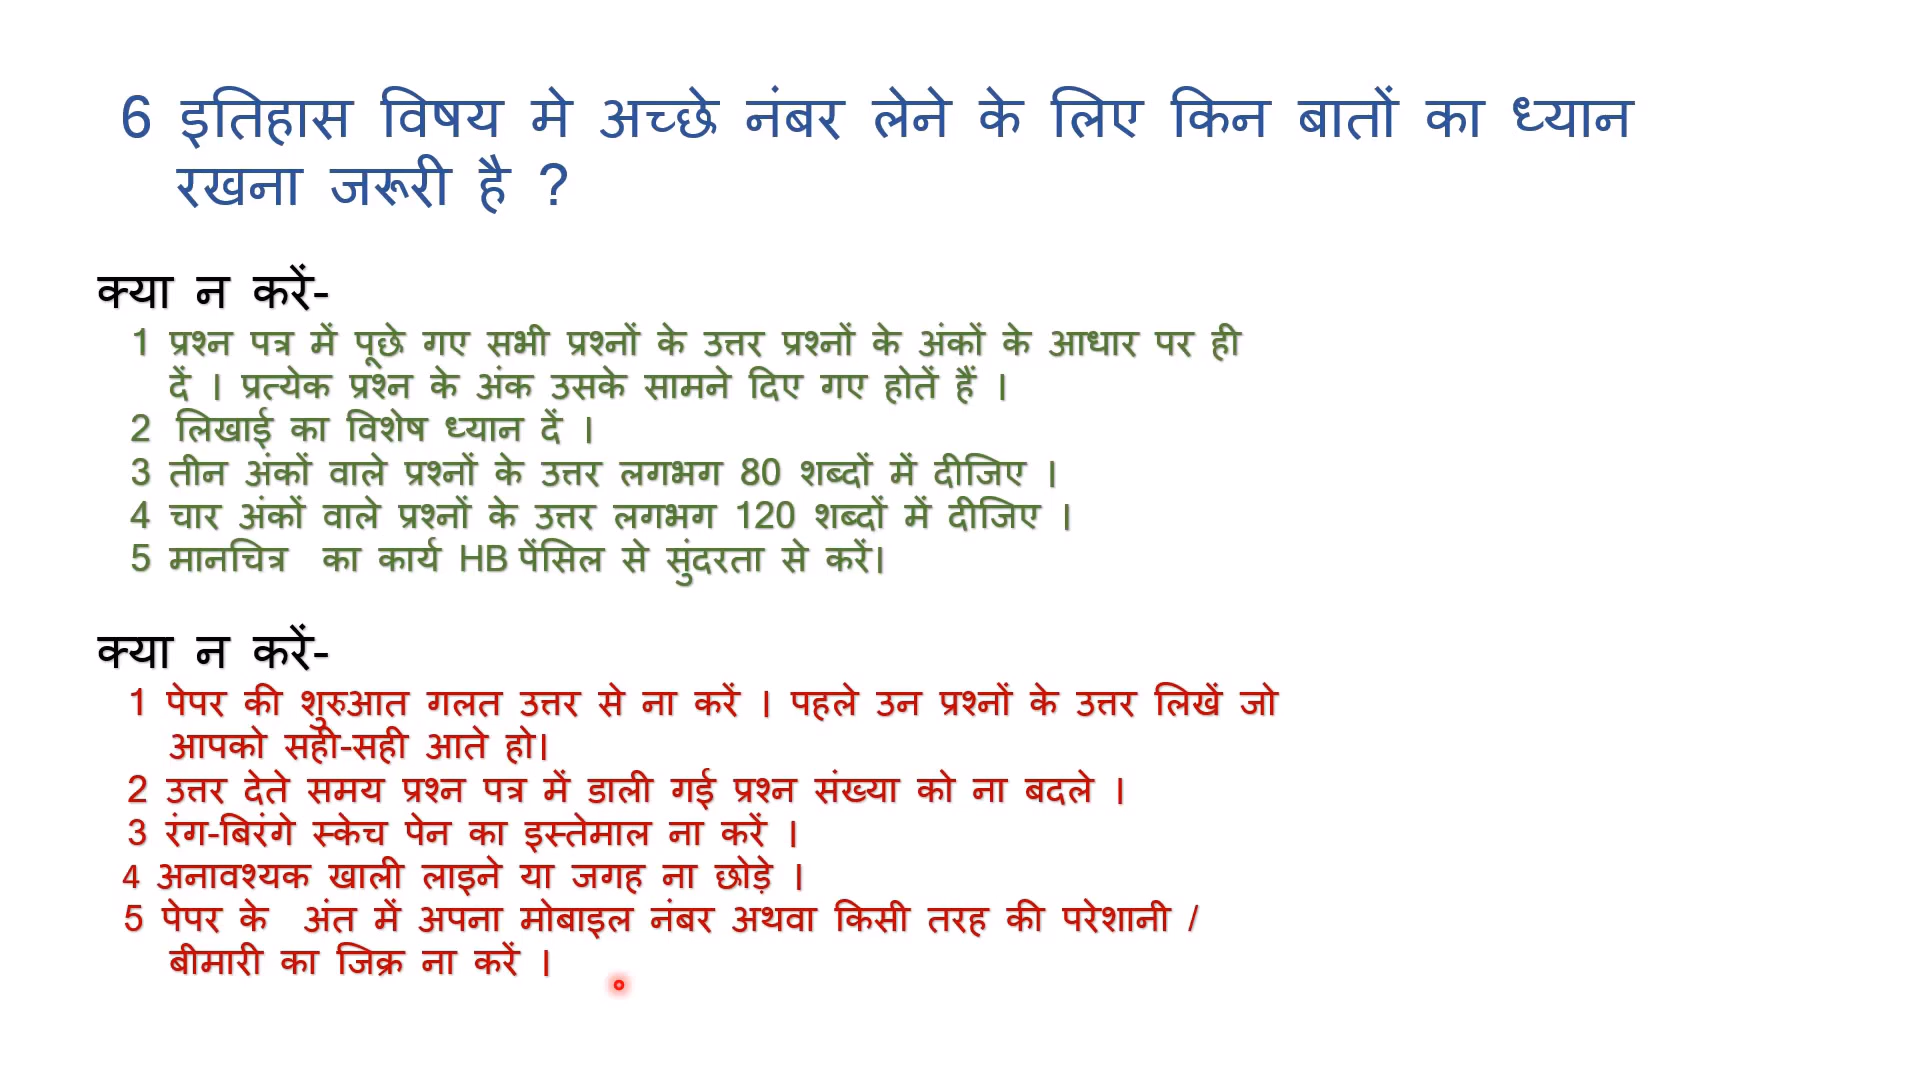 6 इतिहास विषय मे अच्छे नंबर लेने के लिए किन बातों का ध्यान
रखना जरूरी है ?
क्या न करें-
1 प्रश्न पत्र में पूछे गए सभी प्रश्नों के उत्तर प्रश्नों के अंकों के आधार पर ही
दें । प्रत्येक प्रश्न के अंक उसके सामने दिए गए होतें हैं ।
2 लिखाई का विशेष ध्यान दें ।
3 तीन अंकों वाले प्रश्नों के उत्तर लगभग 80 शब्दों में दीजिए ।
4 चार अंकों वाले प्रश्नों के उत्तर लगभग 120 शब्दों में दीजिए ।
5 मानचित्र का कार्य HB पेंसिल से सुंदरता से करें।
क्या न करें-
1 पेपर की शुरुआत गलत उत्तर से ना करें । पहले उन प्रश्नों के उत्तर लिखें जो
आपको सही-सही आते हो।
2 उत्तर देते समय प्रश्न पत्र में डाली गई प्रश्न संख्या को ना बदले ।
3 रंग-बिरंगे स्केच पेन का इस्तेमाल ना करें ।
4 अनावश्यक खाली लाइने या जगह ना छोड़े ।
5 पेपर के अंत में अपना मोबाइल नंबर अथवा किसी तरह की परेशानी /
बीमारी का जिक्र ना करें ।